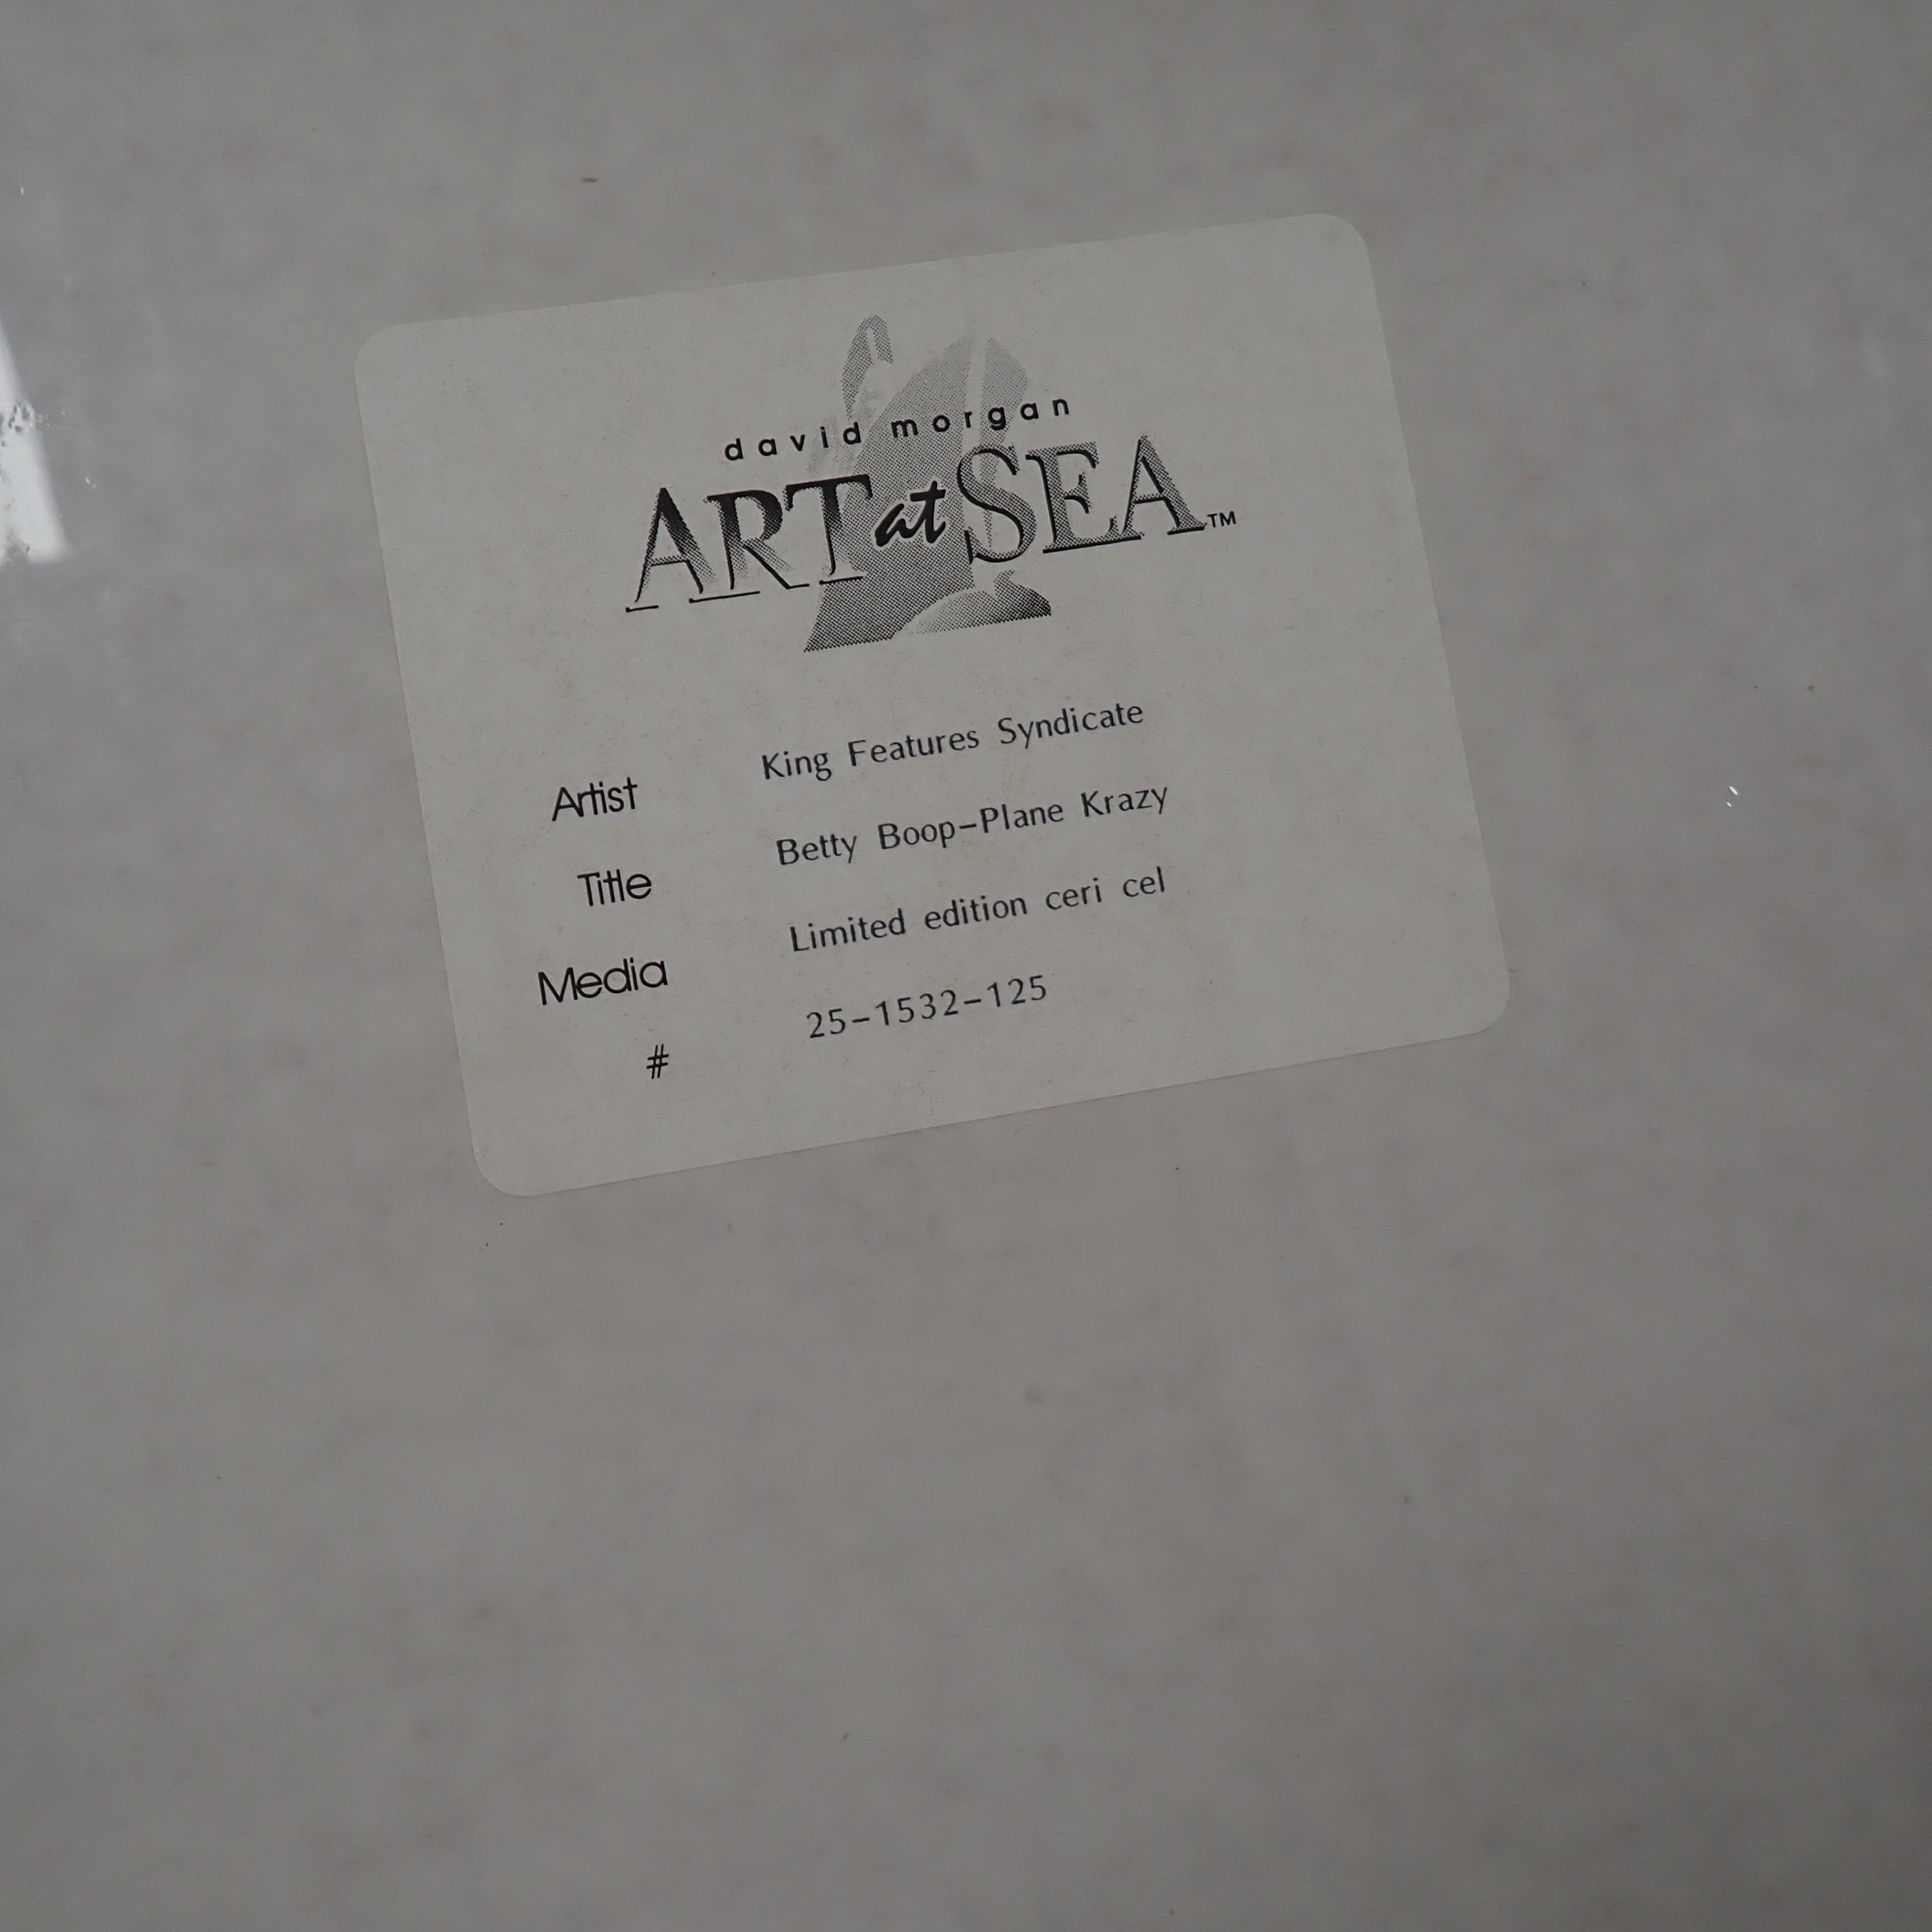 david morgan
ART at SEA™
Artist King Features Syndicate
Title Betty Boop-Plane Krazy
Media Limited edition ceri cel
# 25-1532-125